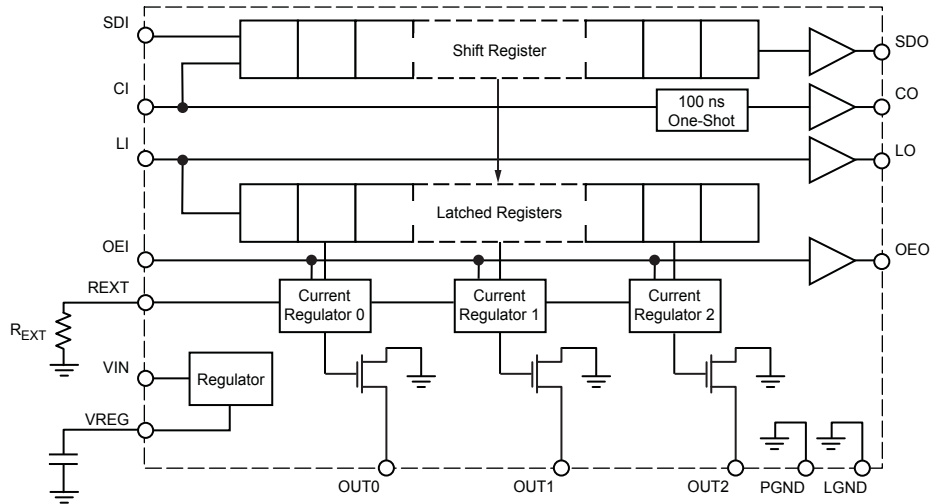 SDI
Shift Register
SDO
CI
100 ns
One-Shot
CO
LI
LO
Latched Registers
OEI
OEO
REXT
Current
Regulator 0
Current
Regulator 1
Current
Regulator 2
REXT
VIN
Regulator
VREG
OUT0
OUT1
OUT2
PGND
LGND